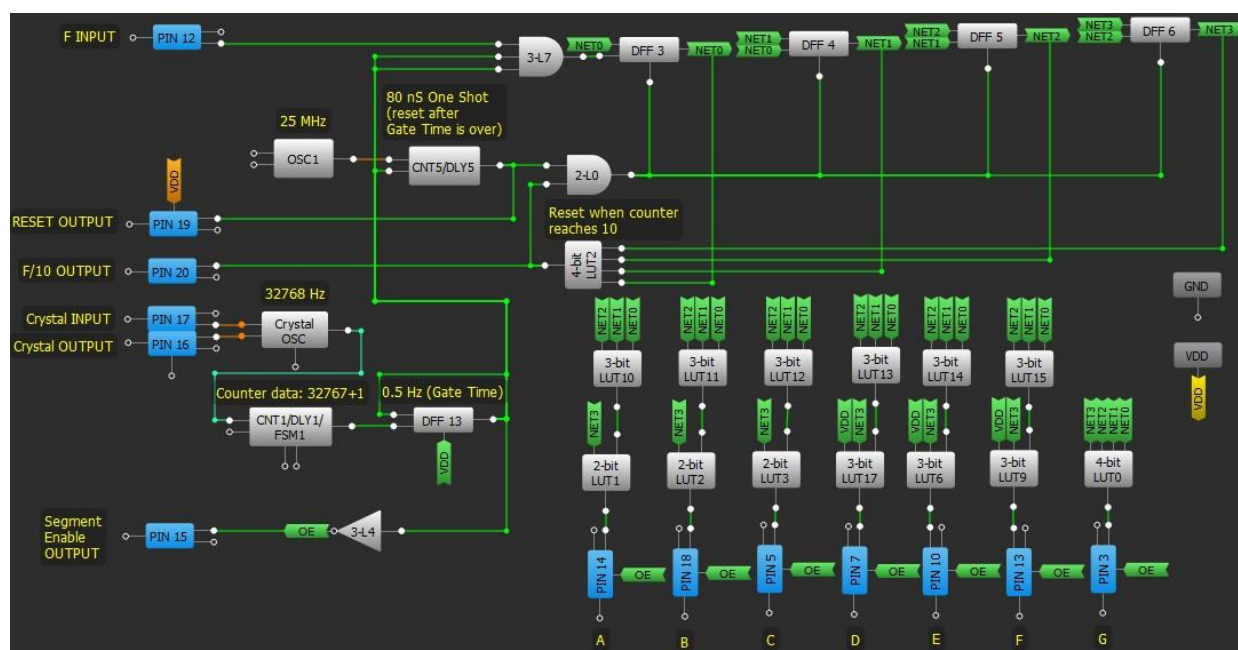 F INPUT
PIN 12
3-L7
NET0
DFF 3
NET0
NET1
NET0
DFF 4
NET1
NET2
NET1
DFF 5
NET2
NET3
NET2
DFF 6
NET3
80 nS One Shot
(reset after
Gate Time is over)
25 MHz
OSC1
CNT5/DLY5
2-L0
VDD
RESET OUTPUT
PIN 19
Reset when counter
reaches 10
F/10 OUTPUT
PIN 20
4-bit
LUT2
GND
32768 Hz
Crystal INPUT
PIN 17
Crystal
OSC
Crystal OUTPUT
PIN 16
NET2
NET1
NET0
NET2
NET1
NET0
NET2
NET1
NET0
NET2
NET1
NET0
NET2
NET1
NET0
NET2
NET1
NET0
VDD
VDD
3-bit
LUT10
3-bit
LUT11
3-bit
LUT12
3-bit
LUT13
3-bit
LUT14
3-bit
LUT15
Counter data: 32767+1
0.5 Hz (Gate Time)
CNT1/DLY1/
FSM1
DFF 13
VDD
NET3
NET3
NET3
VDD
NET3
VDD
NET3
VDD
NET3
NET3
NET2
NET1
NET0
2-bit
LUT1
2-bit
LUT2
2-bit
LUT3
3-bit
LUT17
3-bit
LUT6
3-bit
LUT9
4-bit
LUT0
Segment
Enable
OUTPUT
PIN 15
OE
3-L4
PIN 14
OE
PIN 18
OE
PIN 5
OE
PIN 7
OE
PIN 10
OE
PIN 13
OE
PIN 3
OE
A
B
C
D
E
F
G